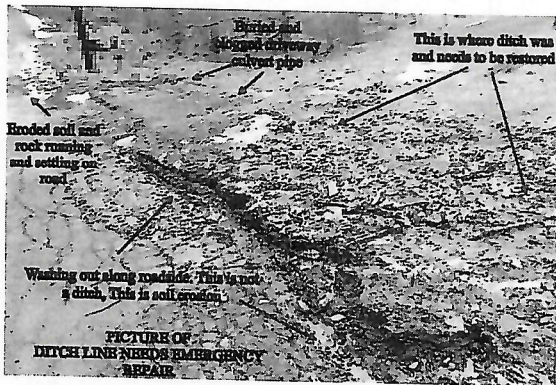 Buried and
clogged driveway
culvert pipe
This is where ditch was
and needs to be restored
Eroded soil and
rock running
and settling on
road
Washing out along roadside. This is not
a ditch, This is soil erosion
PICTURE OF
DITCH LINE NEEDS EMERGENCY
REPAIR